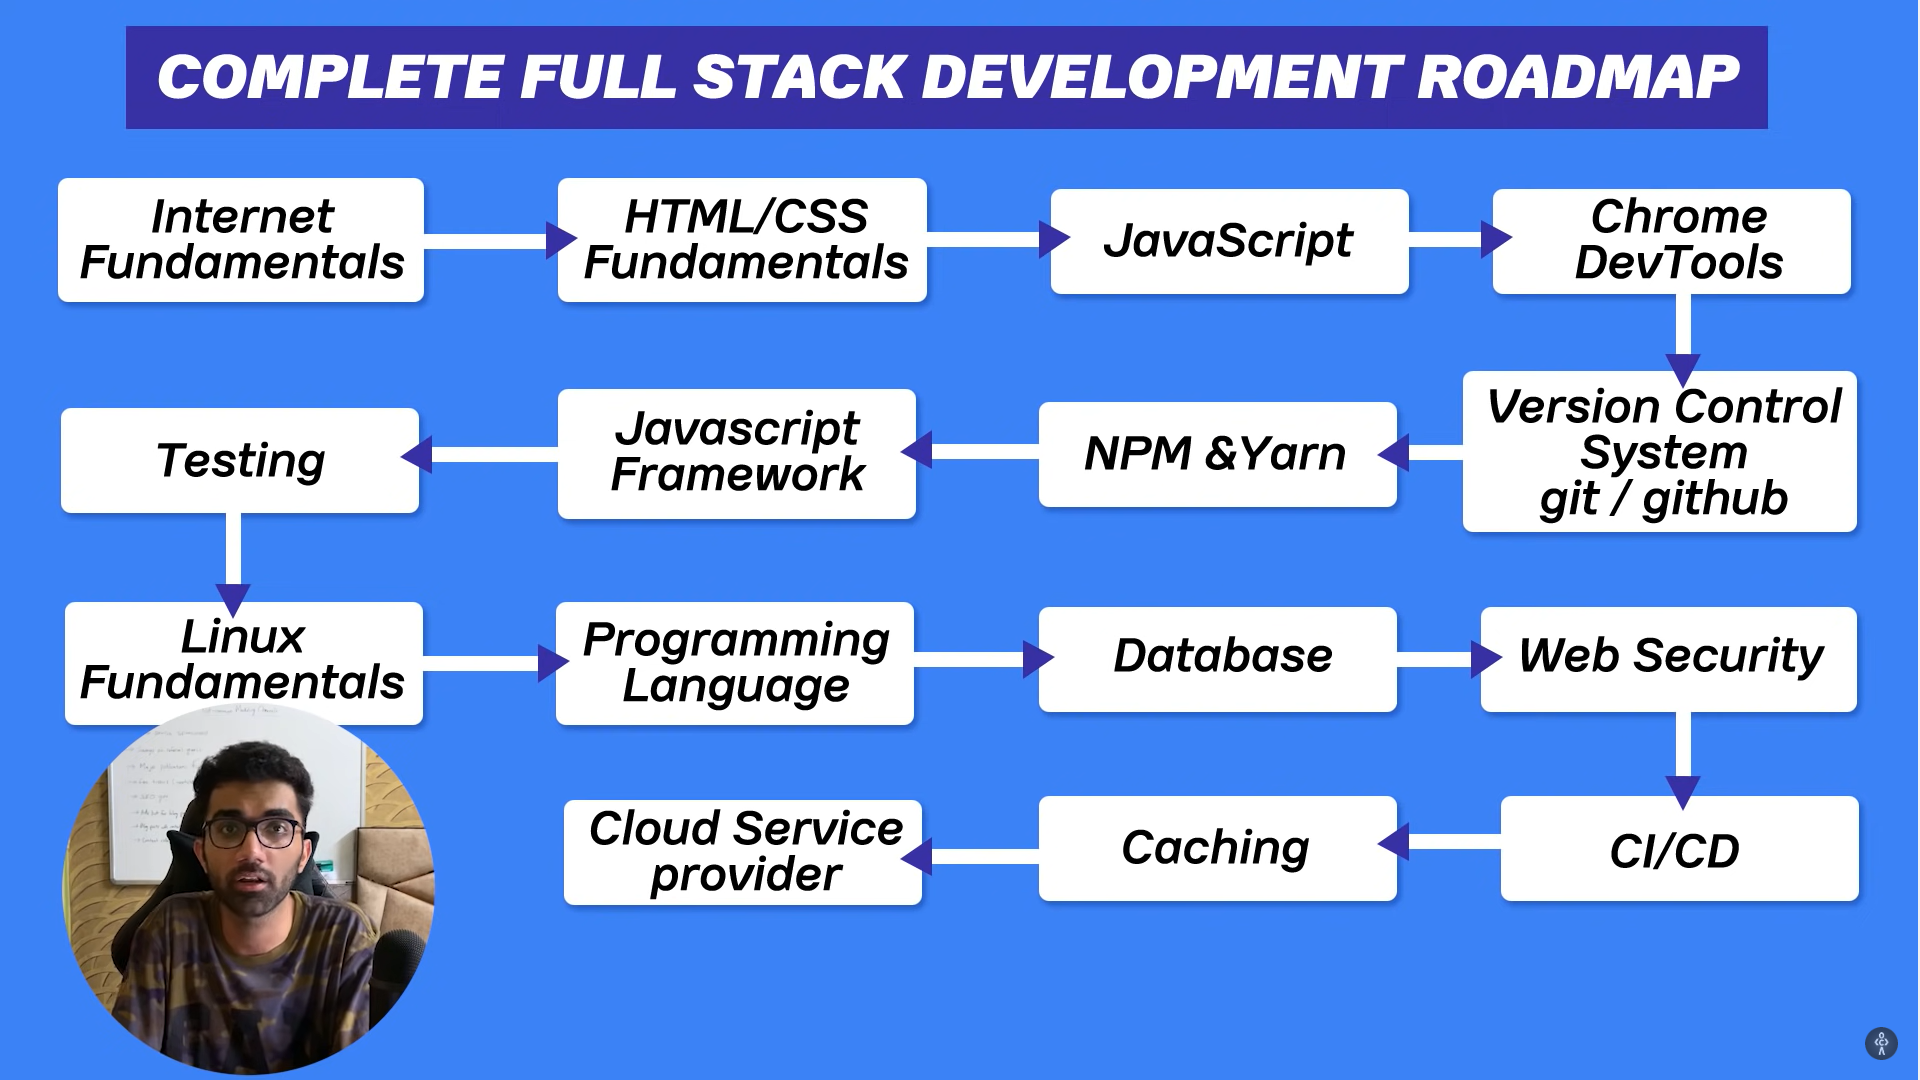 COMPLETE FULL STACK DEVELOPMENT ROADMAP
Internet
Fundamentals
HTML/CSS
Fundamentals
JavaScript
Chrome
DevTools
Version Control
System
git / github
NPM &Yarn
Javascript
Framework
Testing
Linux
Fundamentals
Programming
Language
Database
Web Security
CI/CD
Caching
Cloud Service
provider